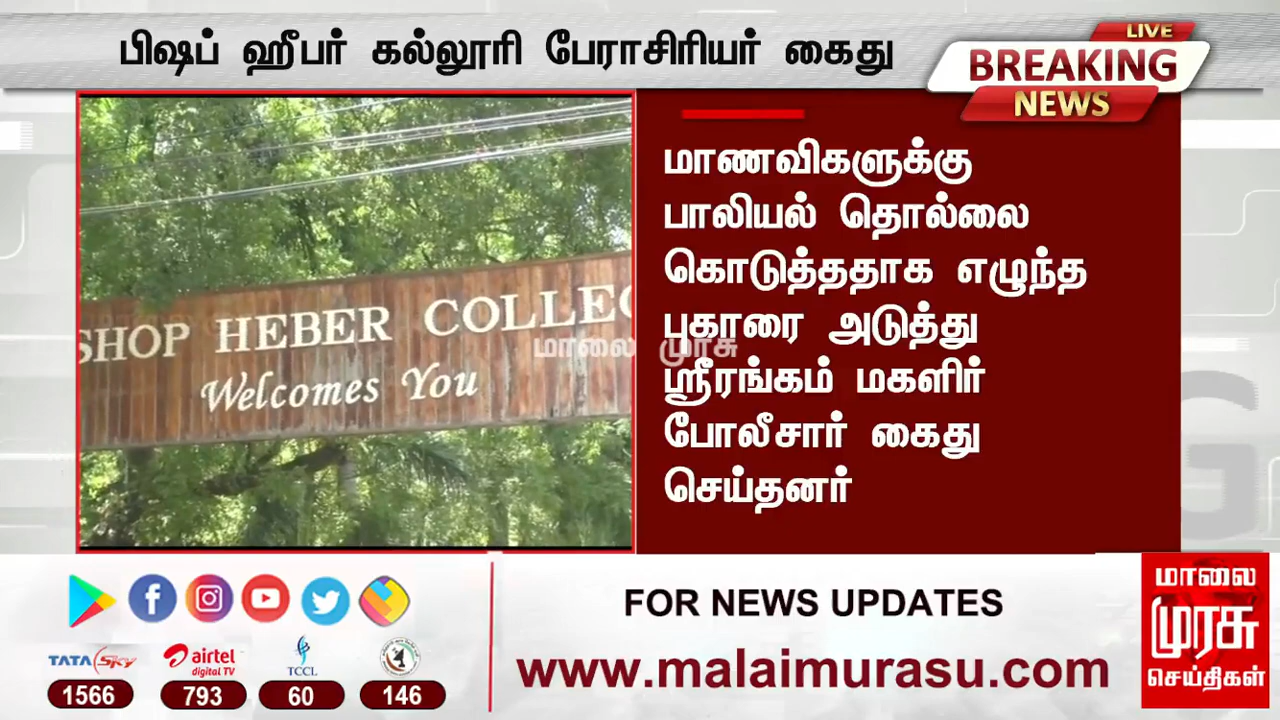 பிஷப் ஹீபர் கல்லூரி பேராசிரியர் கைது
LIVE
BREAKING
NEWS
SHOP HEBER COLLEG
Welcomes You
மாலை முரசு
மாணவிகளுக்கு
பாலியல் தொல்லை
கொடுத்ததாக எழுந்த
புகாரை அடுத்து
ஸ்ரீரங்கம் மகளிர்
போலீசார் கைது
செய்தனர்
FOR NEWS UPDATES
www.malaimurasu.com
TATA SKY
1566
airtel
digital TV
793
TCCL
60
146
மாலை
முரசு
செய்திகள்